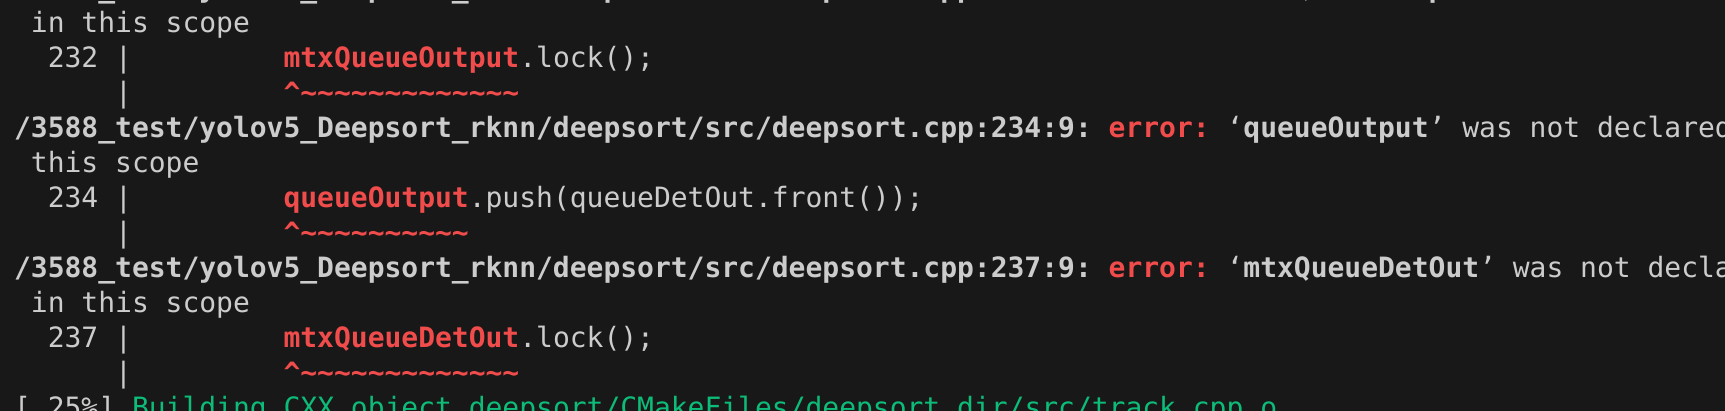 in this scope
232 | mtxQueueOutput.lock();
| ^~~~~~~~~~~~~~
/3588_test/yolov5_Deepsort_rknn/deepsort/src/deepsort.cpp:234:9: error: ‘queueOutput’ was not declared
this scope
234 | queueOutput.push(queueDetOut.front());
| ^~~~~~~~~~~
/3588_test/yolov5_Deepsort_rknn/deepsort/src/deepsort.cpp:237:9: error: ‘mtxQueueDetOut’ was not decla
in this scope
237 | mtxQueueDetOut.lock();
| ^~~~~~~~~~~~~~
[ 25%] Building CXX object deepsort/CMakeFiles/deepsort.dir/src/track.cpp.o